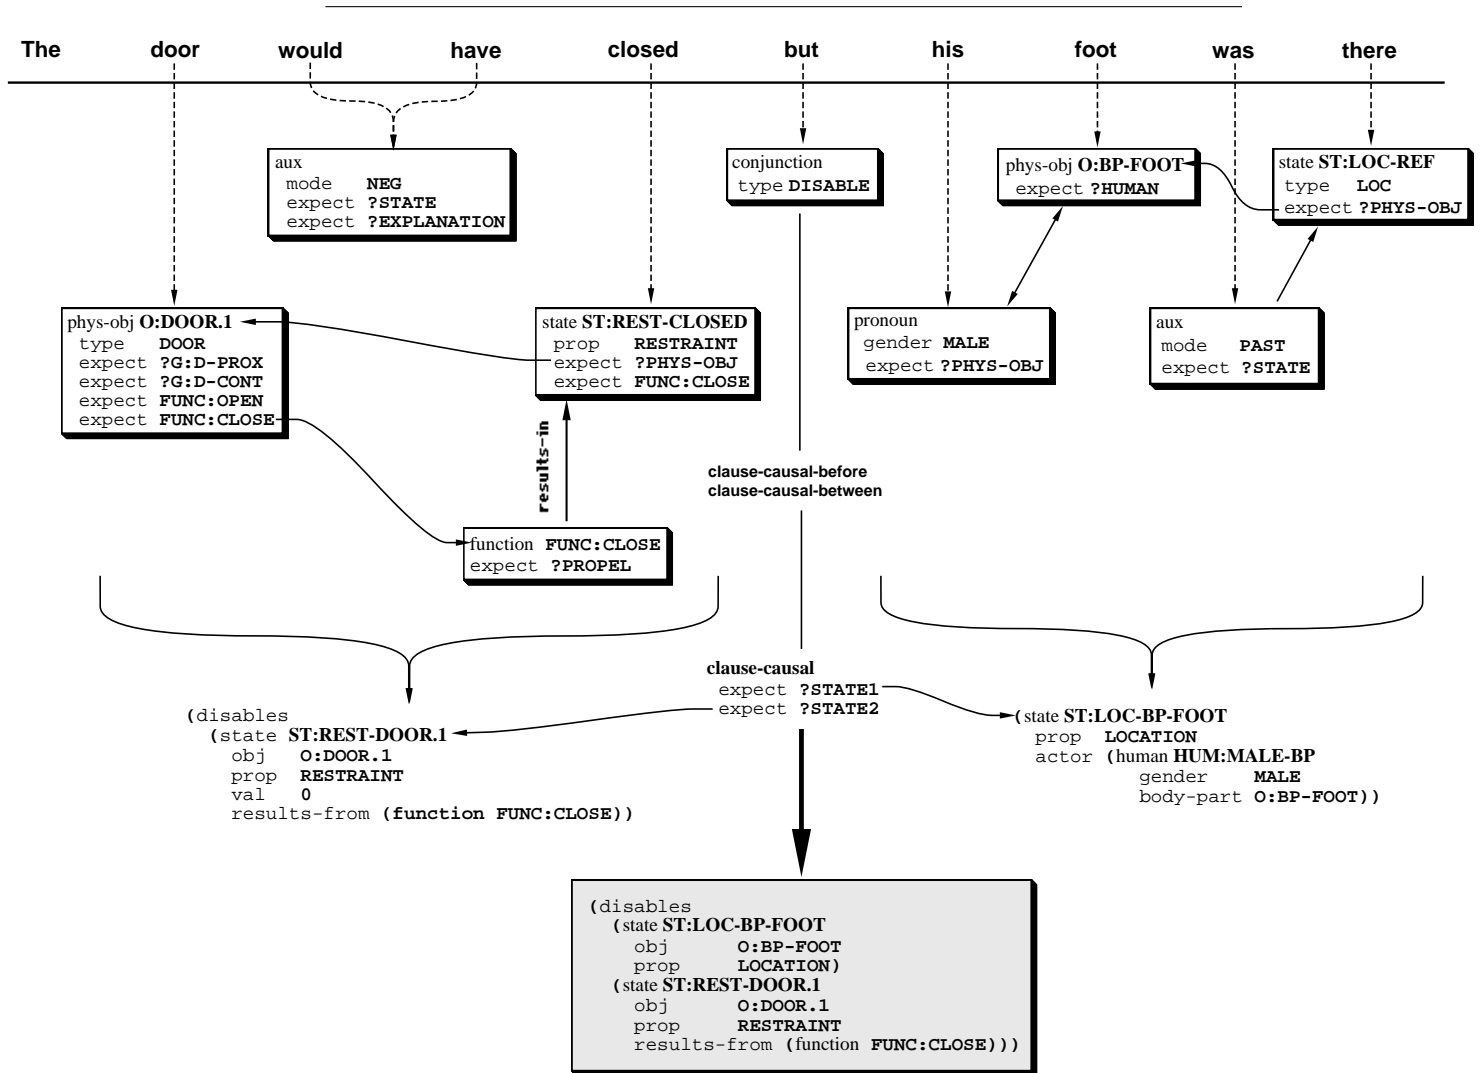 The door would have closed but his foot was there
aux
mode NEG
expect ?STATE
expect ?EXPLANATION
conjunction
type DISABLE
phys-obj O:BP-FOOT
expect ?HUMAN
state ST:LOC-REF
type LOC
expect ?PHYS-OBJ
phys-obj O:DOOR.1
type DOOR
expect ?G:D-PROX
expect ?G:D-CONT
expect FUNC:OPEN
expect FUNC:CLOSE
state ST:REST-CLOSED
prop RESTRAINT
expect ?PHYS-OBJ
expect FUNC:CLOSE
pronoun
gender MALE
expect ?PHYS-OBJ
aux
mode PAST
expect ?STATE
results-in
clause-causal-before
clause-causal-between
function FUNC:CLOSE
expect ?PROPEL
clause-causal
expect ?STATE1
expect ?STATE2
(disables
(state ST:REST-DOOR.1
obj O:DOOR.1
prop RESTRAINT
val 0
results-from (function FUNC:CLOSE))
(state ST:LOC-BP-FOOT
prop LOCATION
actor (human HUM:MALE-BP
gender MALE
body-part O:BP-FOOT))
(disables
(state ST:LOC-BP-FOOT
obj O:BP-FOOT
prop LOCATION)
(state ST:REST-DOOR.1
obj O:DOOR.1
prop RESTRAINT
results-from (function FUNC:CLOSE)))